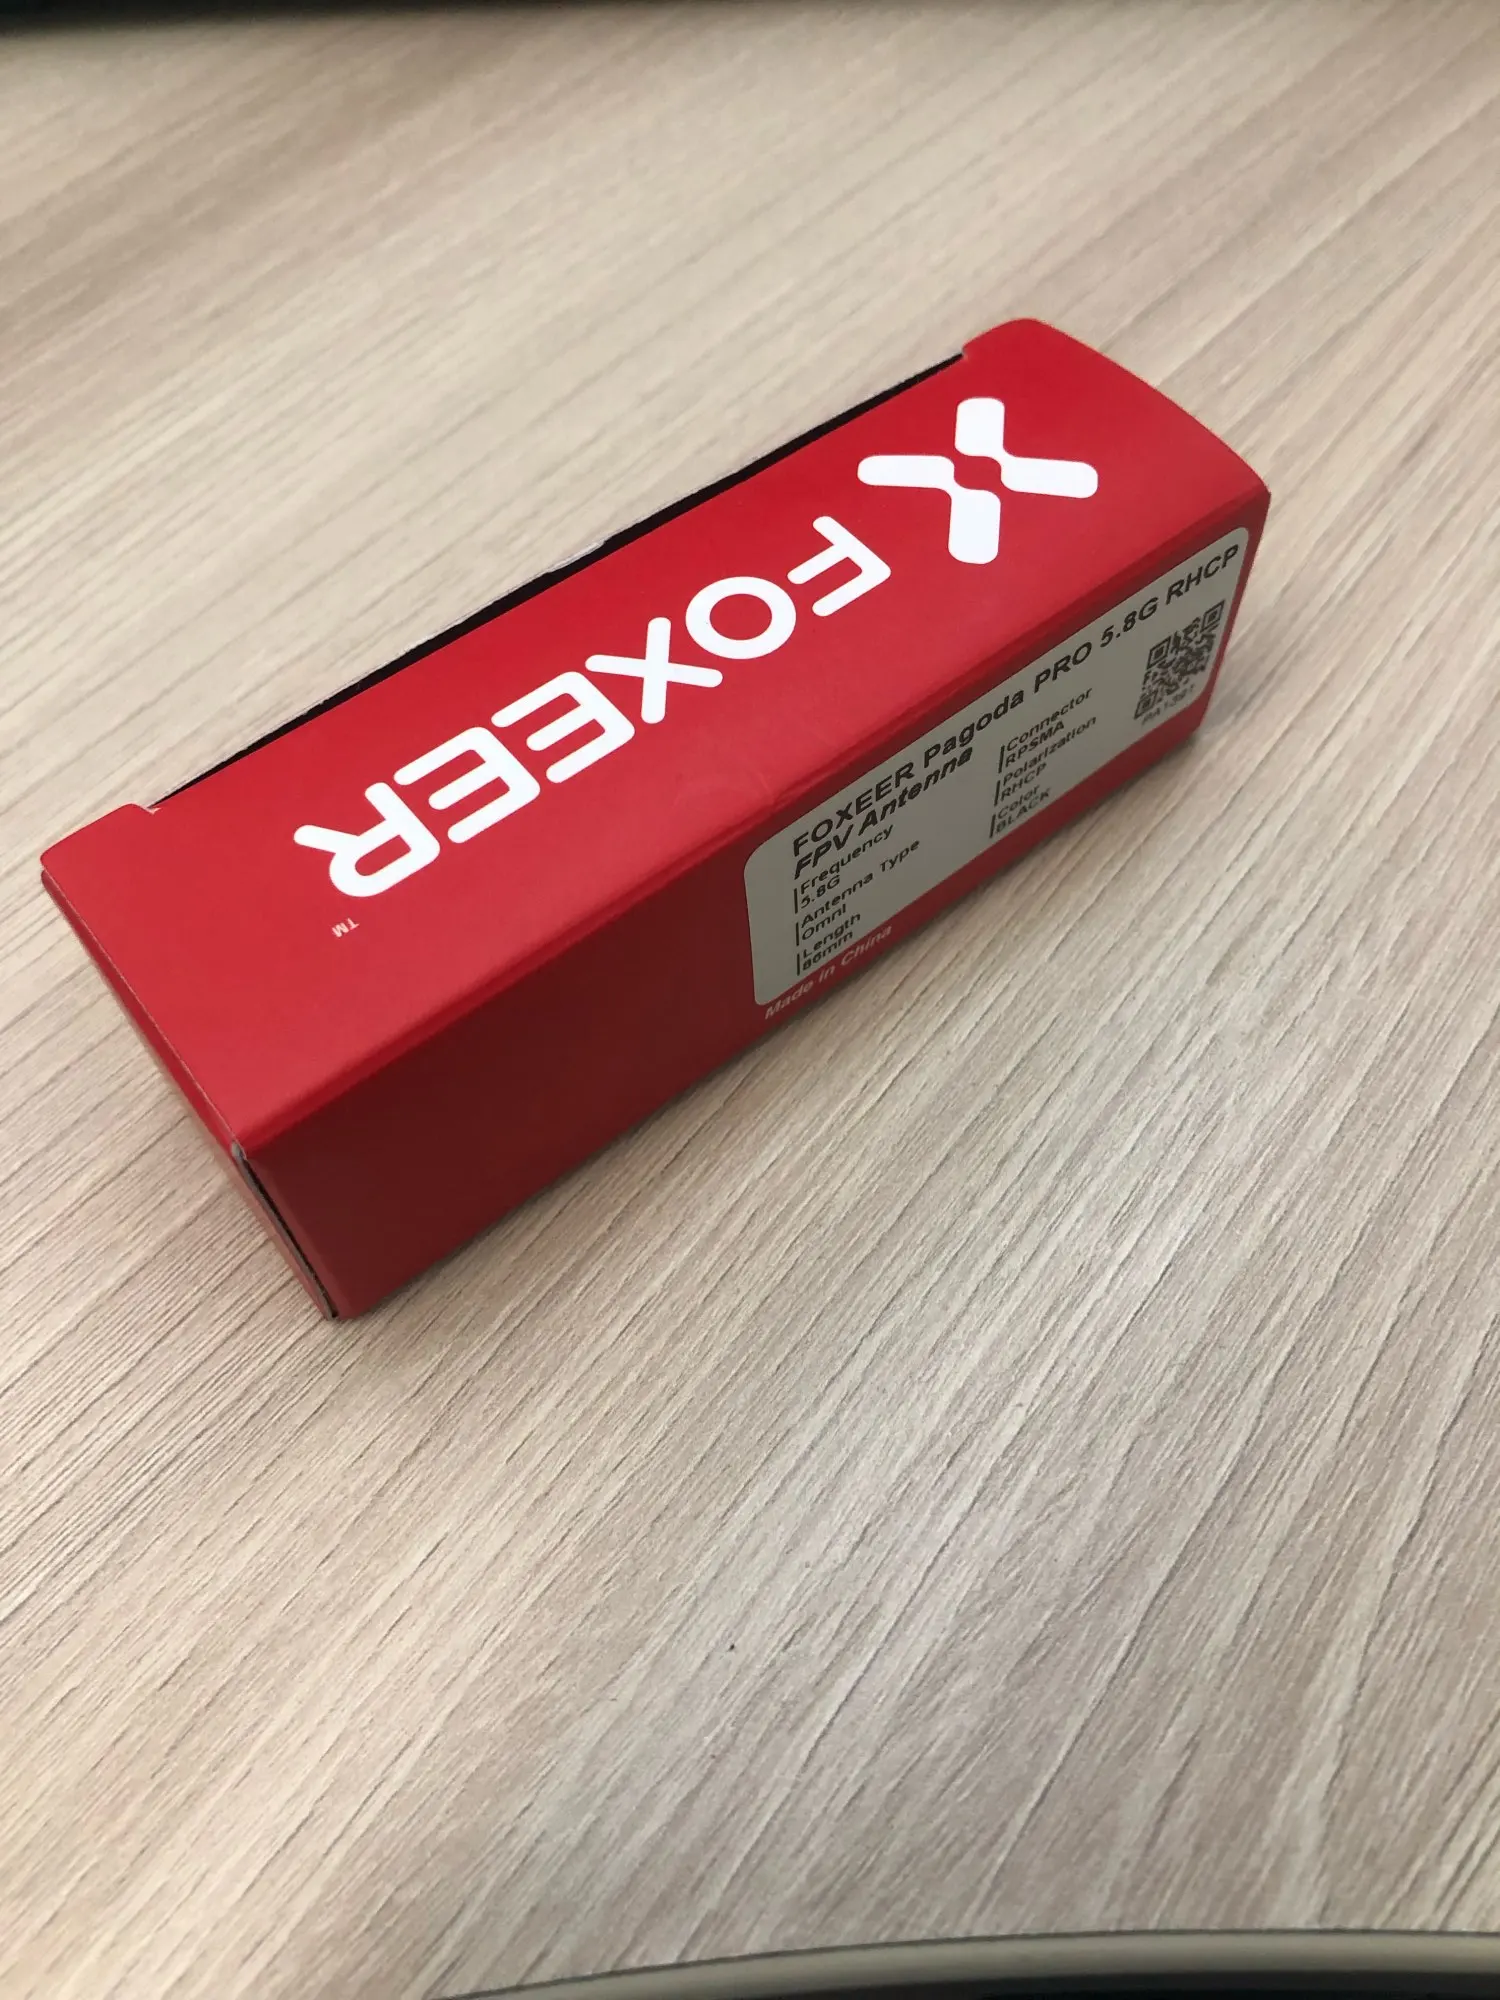 FOXEER
TM
FOXEER Pagoda PRO 5.8G RHCP
FPV Antenna
Frequency
5.8G
Antenna Type
Omni
Length
86mm
Connector
RPSMA
Polarization
RHCP
Color
BLACK
Made in China